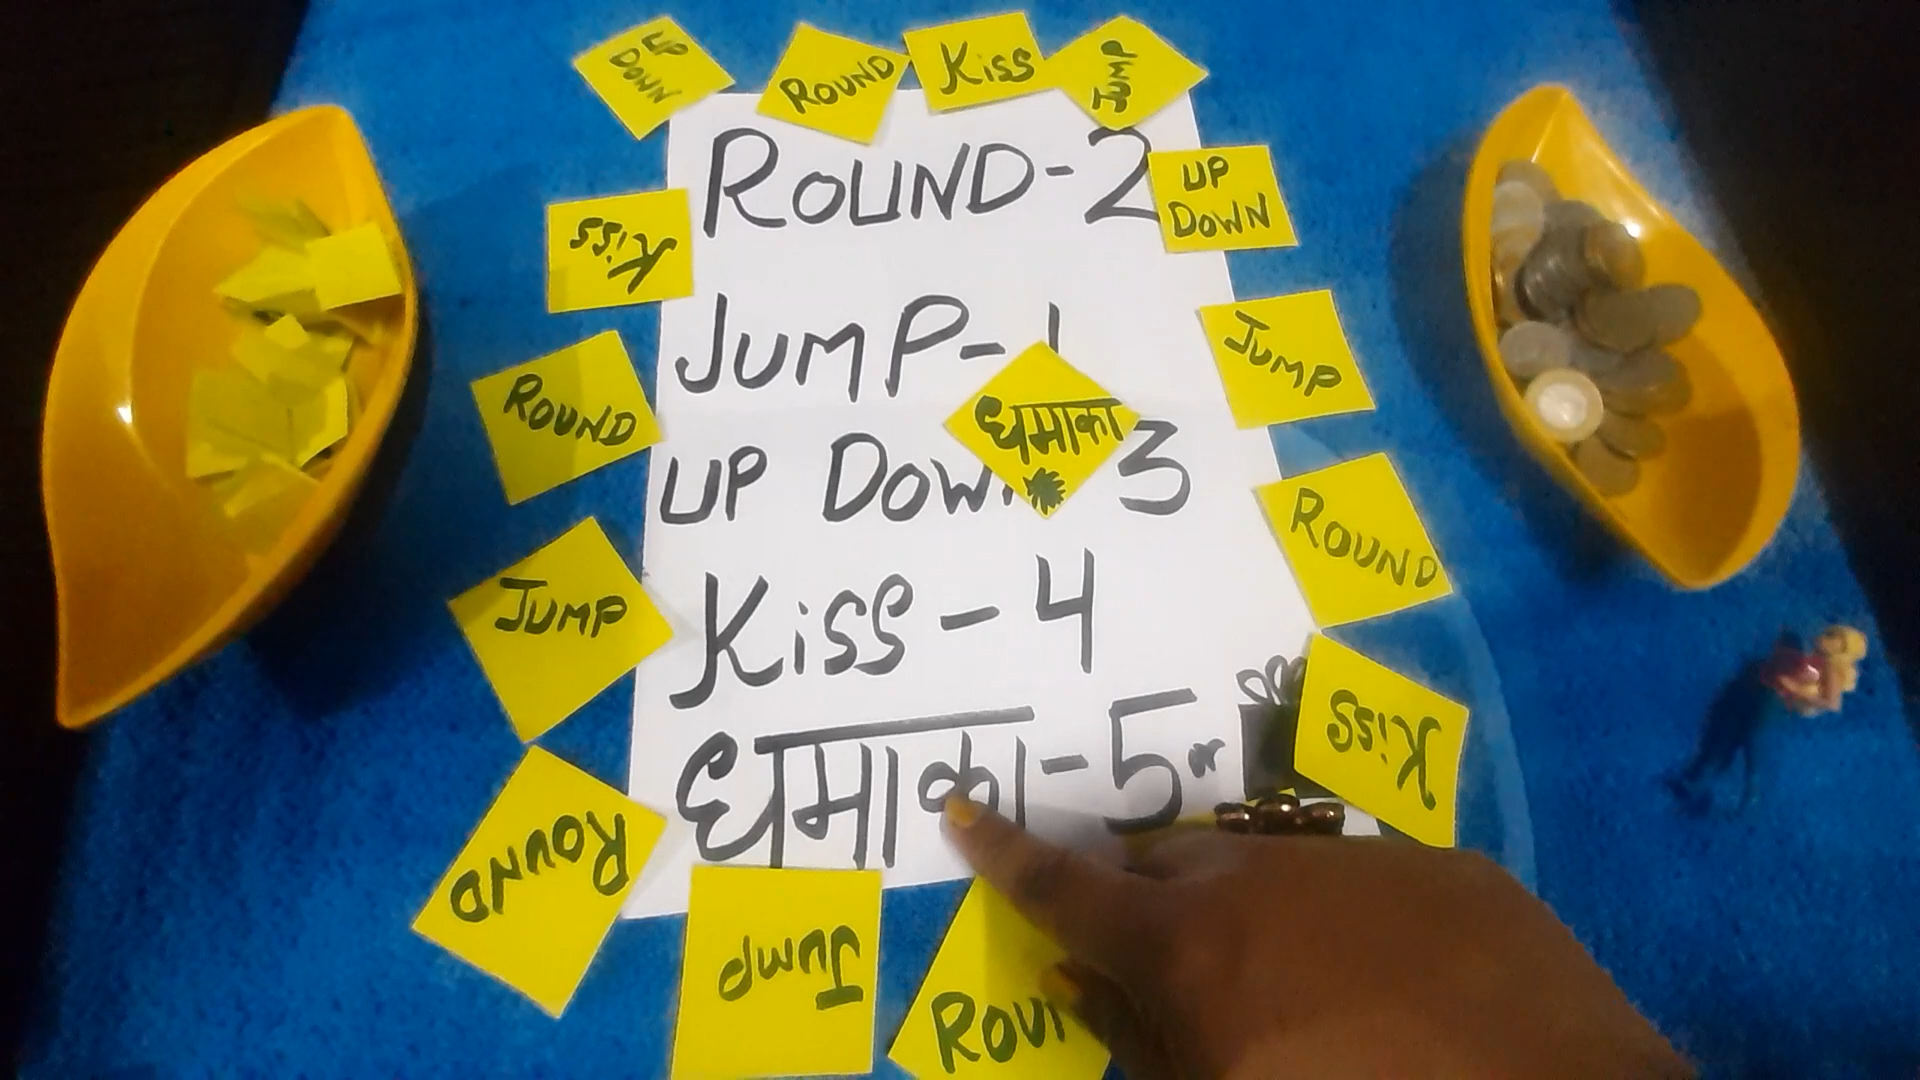 UP
DOWN
ROUND
Kiss
JUMP
ROUND-2
UP
DOWN
Kiss
JUMP-1
JUMP
ROUND
धमाका
UP DOWN 3
ROUND
JUMP
Kiss-4
Kiss
धमाका-5
ROUND
JUMP